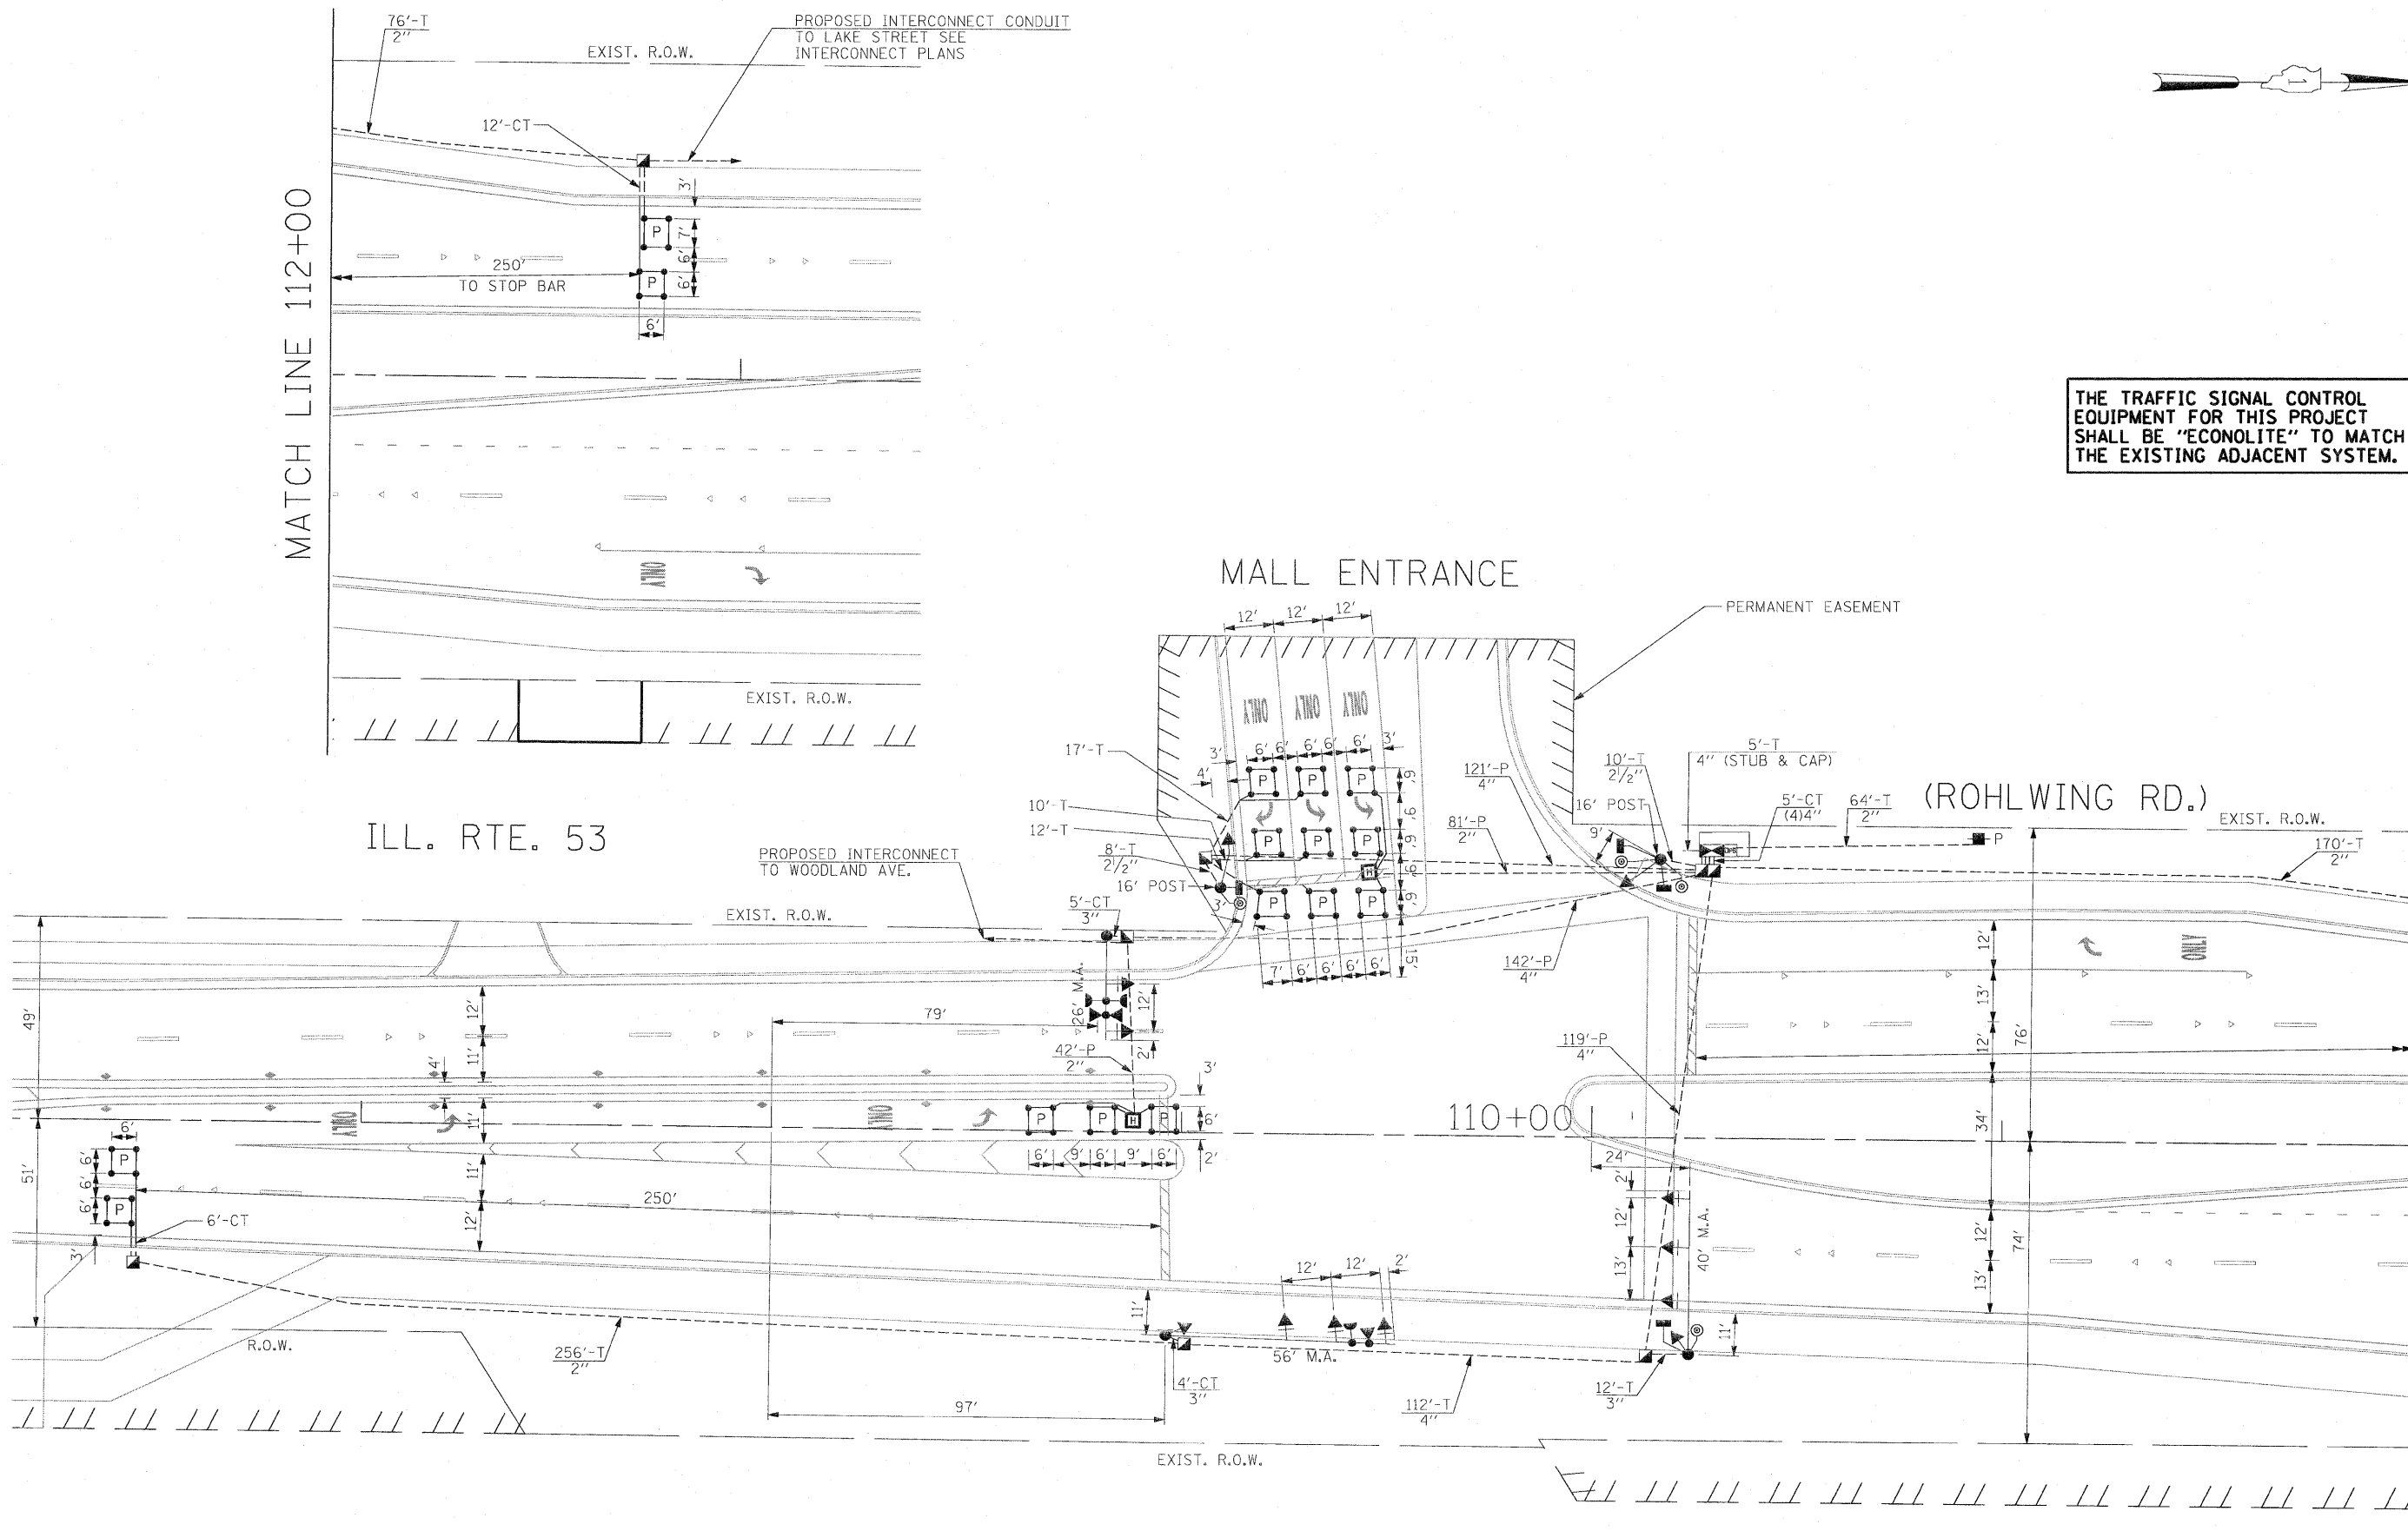 76'-T
2"
PROPOSED INTERCONNECT CONDUIT
TO LAKE STREET SEE
INTERCONNECT PLANS
EXIST. R.O.W.
12'-CT
3'
P
7'
6'
P
6'
250'
TO STOP BAR
6'
MATCH LINE 112+00
ONLY
EXIST. R.O.W.
THE TRAFFIC SIGNAL CONTROL
EQUIPMENT FOR THIS PROJECT
SHALL BE "ECONOLITE" TO MATCH
THE EXISTING ADJACENT SYSTEM.
MALL ENTRANCE
PERMANENT EASEMENT
12' 12' 12'
ONLY ONLY ONLY
17'-T
10'-T
12'-T
8'-T
2 1/2"
16' POST
3'
4'
6' 6' 6' 6' 6' 3'
P P P
6'
9'
P P P
6'
9'
H
P P P
6'
3'
15'
7' 6' 6' 6' 6'
121'-P
4"
81'-P
2"
142'-P
4"
10'-T
2 1/2"
16' POST
9'
5'-T
4" (STUB & CAP)
5'-CT
(4)4"
64'-T
2"
P
(ROHLWING RD.)
EXIST. R.O.W.
170'-T
2"
ILL. RTE. 53
PROPOSED INTERCONNECT
TO WOODLAND AVE.
EXIST. R.O.W.
5'-CT
3"
26' M.A.
12'
2'
79'
42'-P
2"
49'
12'
11'
4'
11'
ONLY
ONLY
P P H P
3'
6'
2'
6' 9' 6' 9' 6'
110+00
119'-P
4"
24'
12'
13'
12'
34'
12'
13'
76'
74'
ONLY
51'
6'
P
6'
6'
P
6'
3'
6'-CT
250'
11'
12'
R.O.W.
256'-T
2"
97'
11'
4'-CT
3"
12' 12' 2'
56' M.A.
112'-T
4"
2'
12'
13'
40' M.A.
11'
12'-T
3"
EXIST. R.O.W.